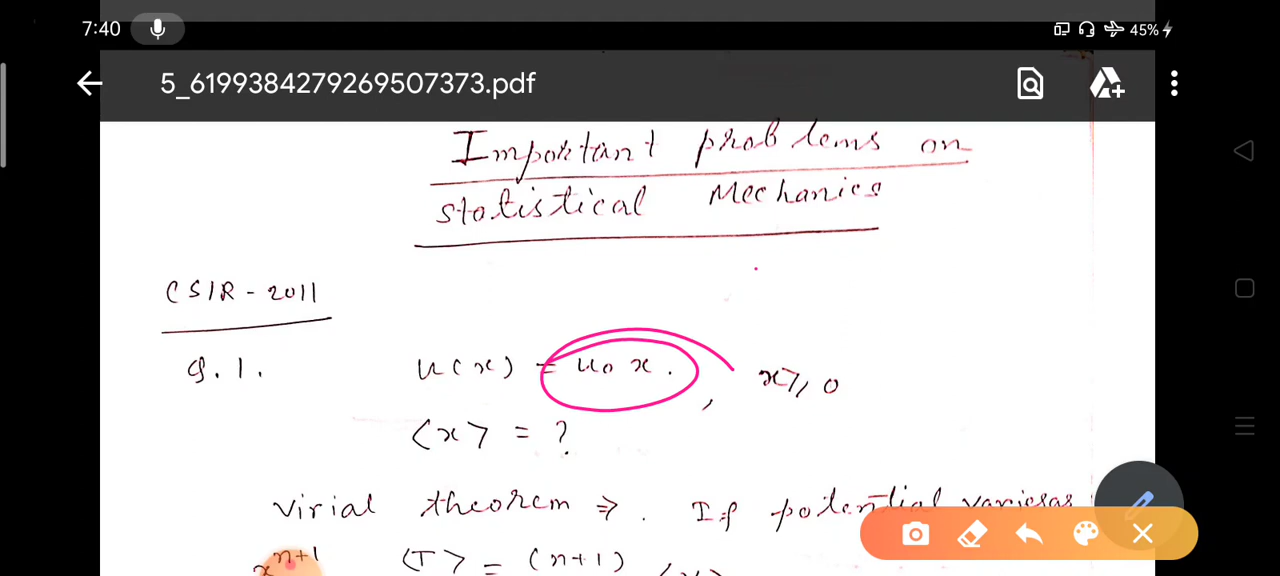 7:40
45%
5_6199384279269507373.pdf
Important problems on
statistical Mechanics
CSIR - 2011
Q. 1. u(x) = u₀ x . , x ≥ 0
<x> = ?
Virial theorem ⇒ . If potential varies as
x^{n+1} <T> = (n+1)